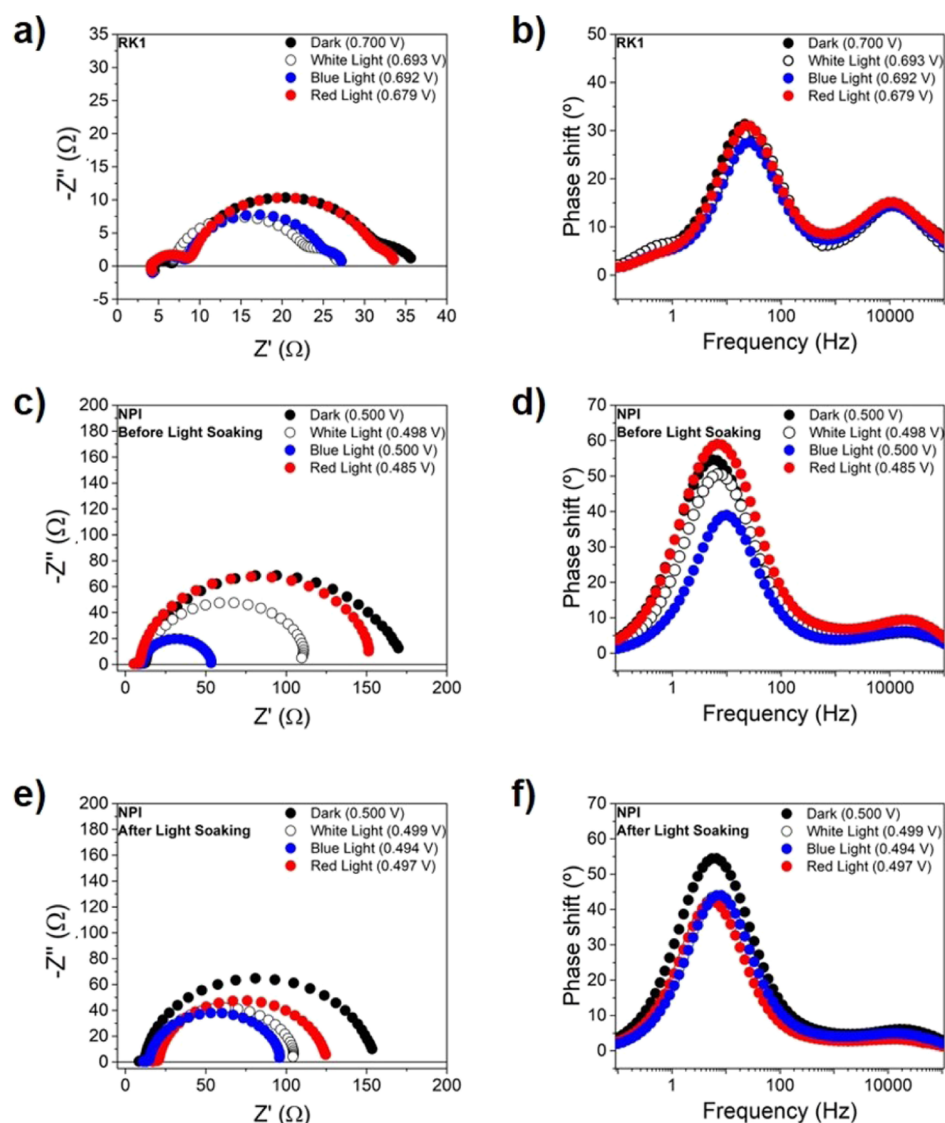 a)
RK1
Dark (0.700 V)
White Light (0.693 V)
Blue Light (0.692 V)
Red Light (0.679 V)
35
30
25
20
15
10
5
0
-5
-Z" (Ω)
0 5 10 15 20 25 30 35 40
Z' (Ω)
b)
RK1
Dark (0.700 V)
White Light (0.693 V)
Blue Light (0.692 V)
Red Light (0.679 V)
50
40
30
20
10
0
Phase shift (º)
1 100 10000
Frequency (Hz)
c)
NPI
Before Light Soaking
Dark (0.500 V)
White Light (0.498 V)
Blue Light (0.500 V)
Red Light (0.485 V)
200
180
160
140
120
100
80
60
40
20
0
-Z" (Ω)
0 50 100 150 200
Z' (Ω)
d)
NPI
Before Light Soaking
Dark (0.500 V)
White Light (0.498 V)
Blue Light (0.500 V)
Red Light (0.485 V)
70
60
50
40
30
20
10
0
Phase shift (º)
1 100 10000
Frequency (Hz)
e)
NPI
After Light Soaking
Dark (0.500 V)
White Light (0.499 V)
Blue Light (0.494 V)
Red Light (0.497 V)
200
180
160
140
120
100
80
60
40
20
0
-Z" (Ω)
0 50 100 150 200
Z' (Ω)
f)
NPI
After Light Soaking
Dark (0.500 V)
White Light (0.499 V)
Blue Light (0.494 V)
Red Light (0.497 V)
70
60
50
40
30
20
10
0
Phase shift (º)
1 100 10000
Frequency (Hz)